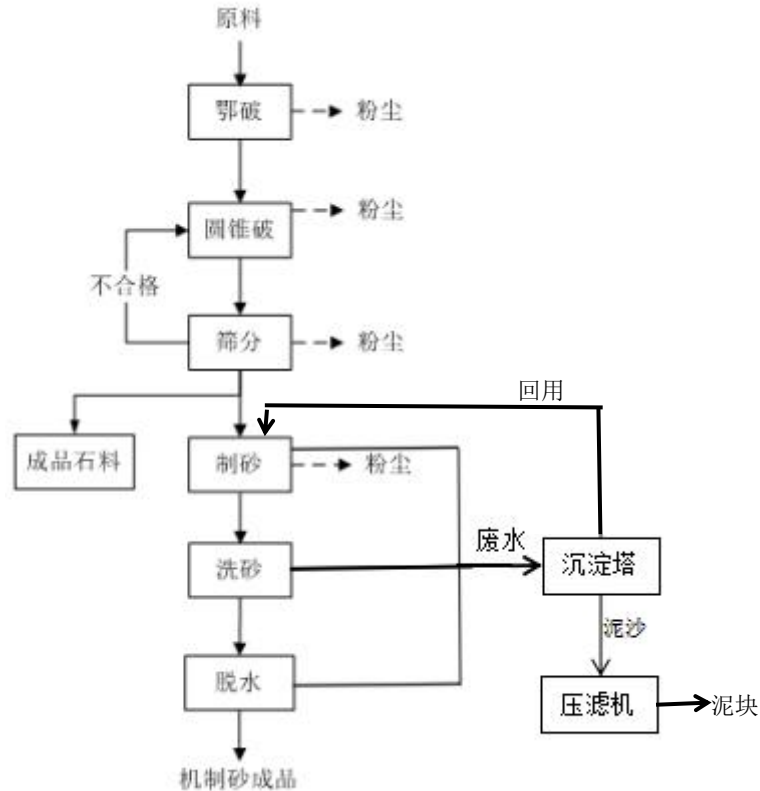 原料
鄂破
粉尘
圆锥破
粉尘
不合格
筛分
粉尘
回用
成品石料
制砂
粉尘
废水
洗砂
沉淀塔
泥沙
脱水
压滤机
泥块
机制砂成品